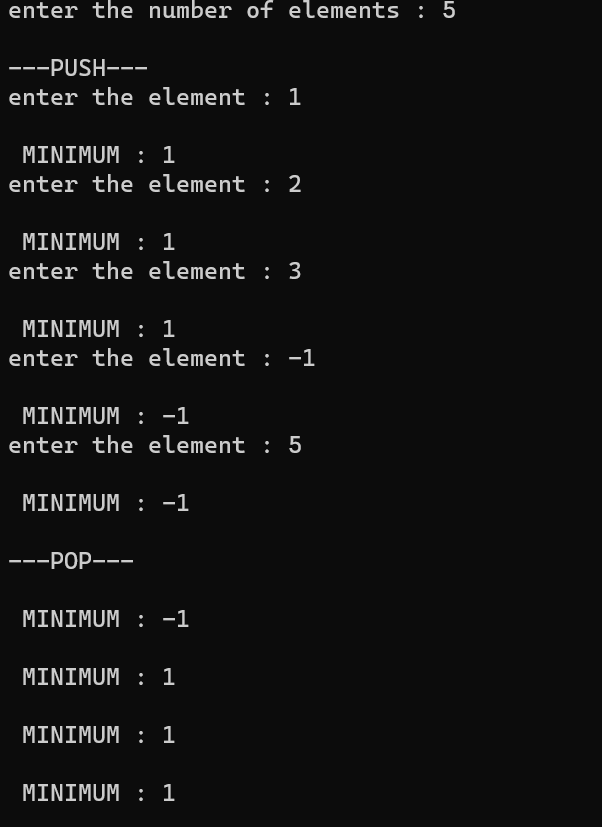 enter the number of elements : 5
---PUSH---
enter the element : 1
MINIMUM : 1
enter the element : 2
MINIMUM : 1
enter the element : 3
MINIMUM : 1
enter the element : -1
MINIMUM : -1
enter the element : 5
MINIMUM : -1
---POP---
MINIMUM : -1
MINIMUM : 1
MINIMUM : 1
MINIMUM : 1